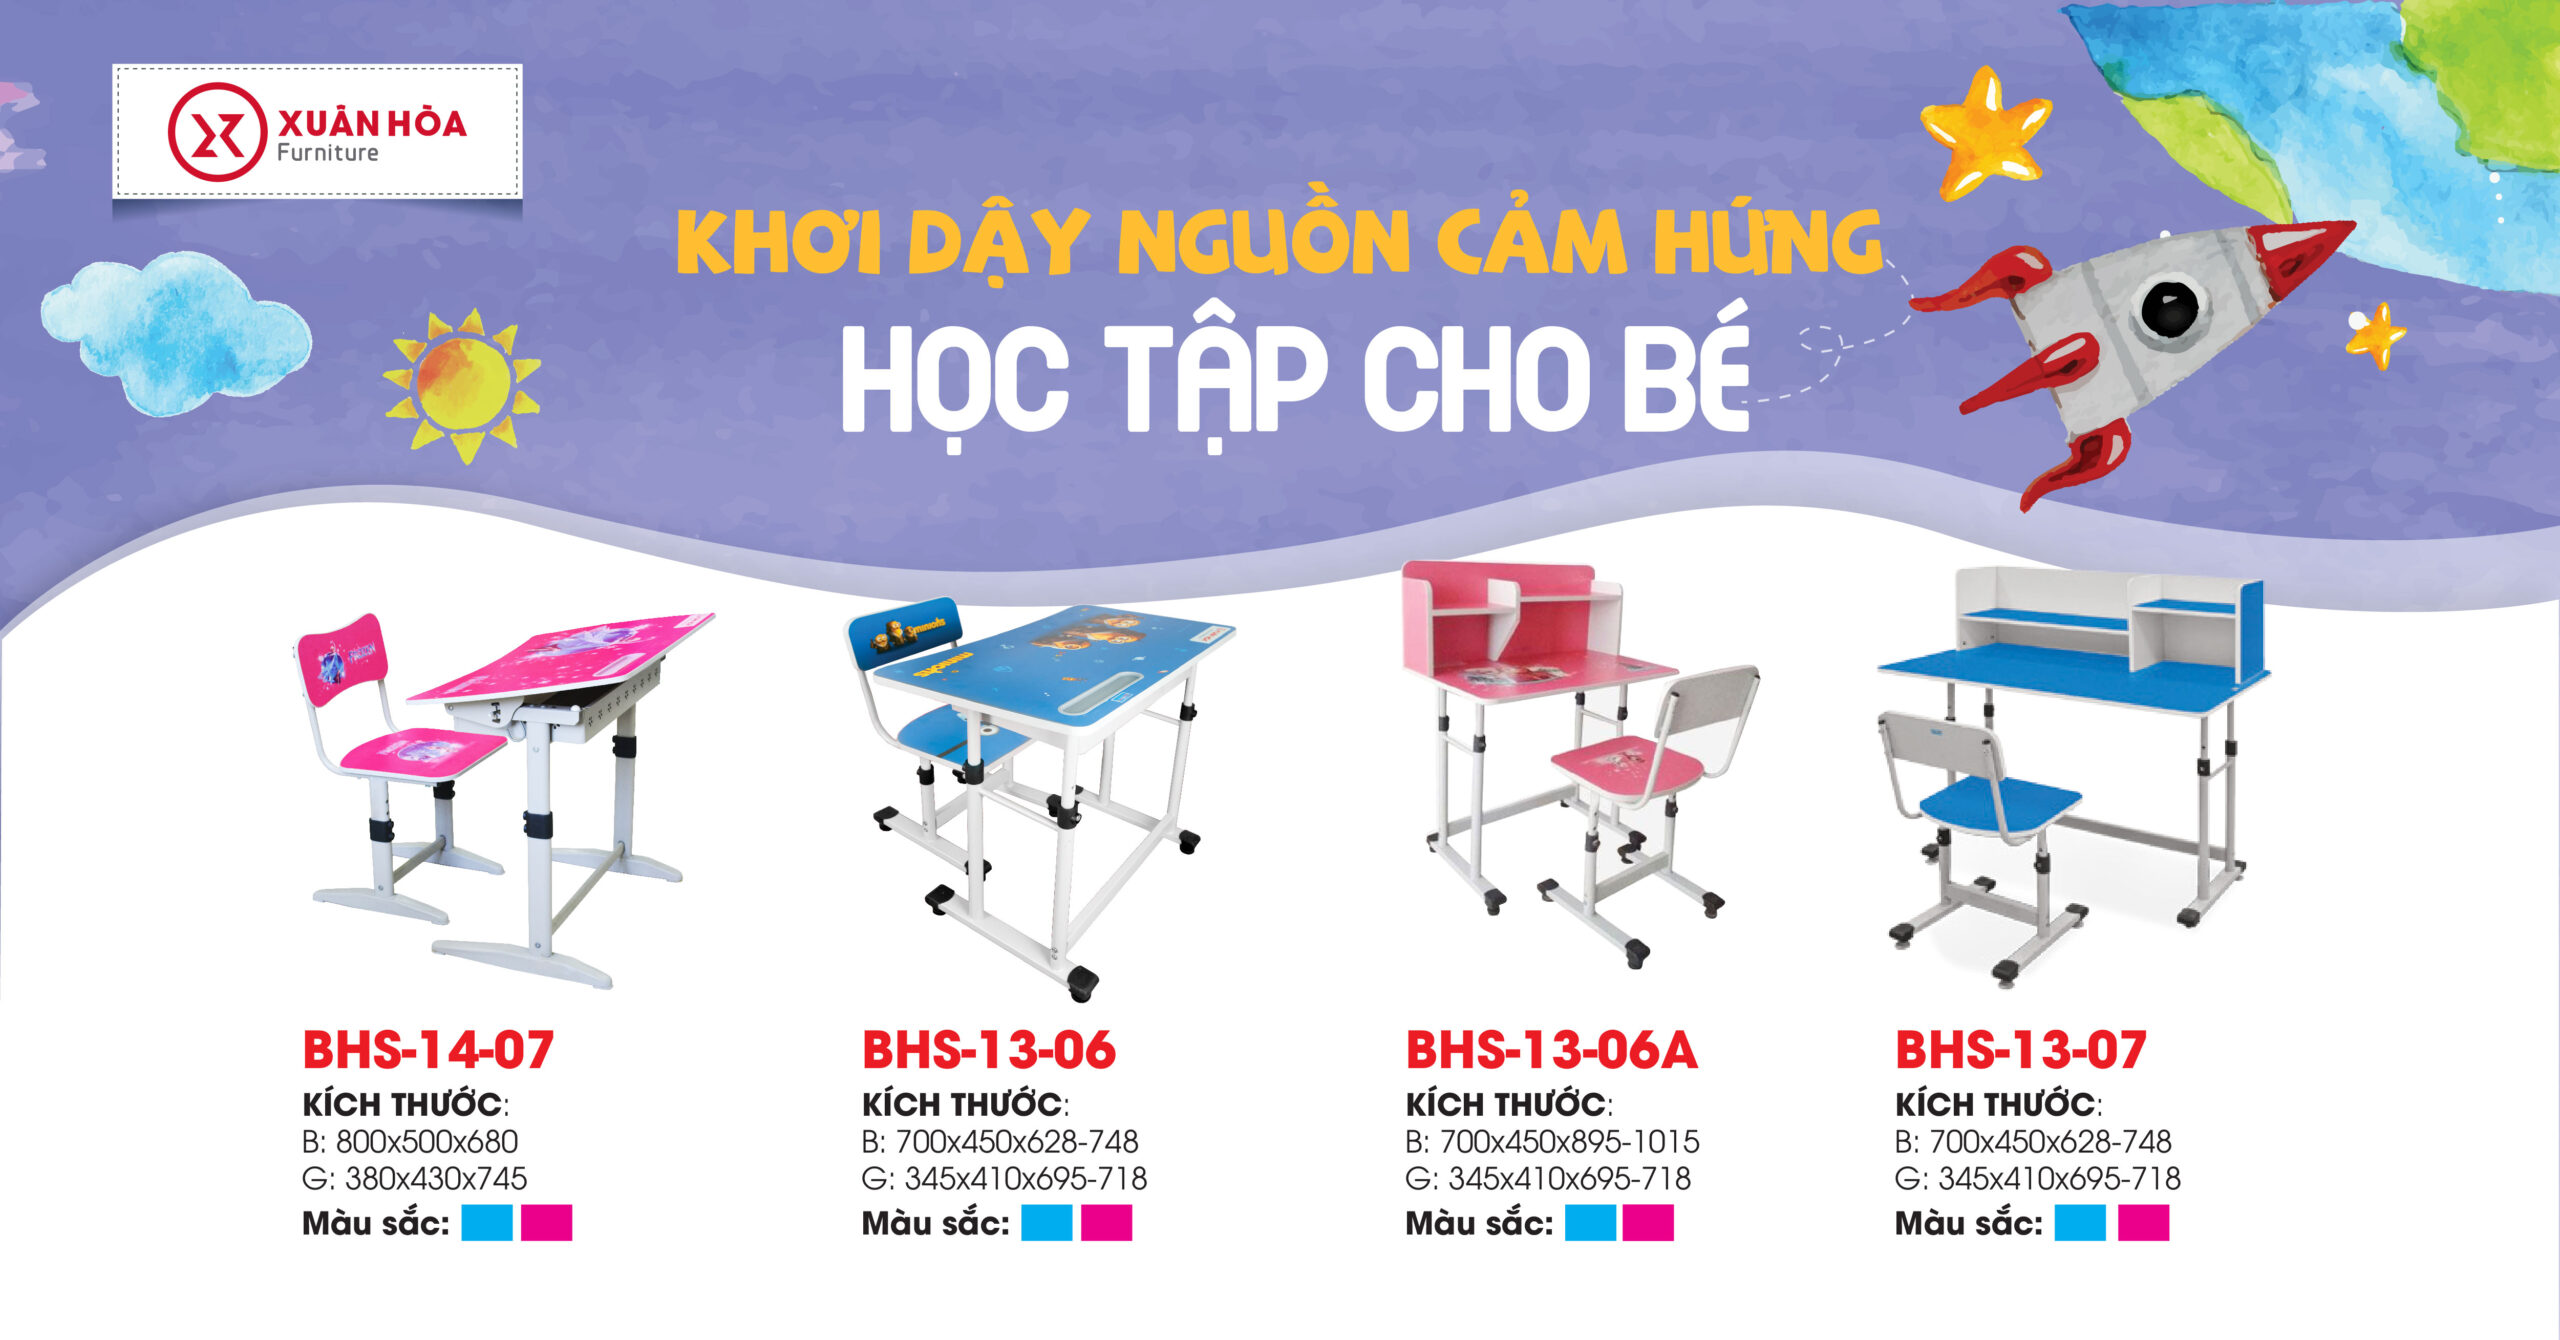 XUÂN HÒA
Furniture
KHƠI DẬY NGUỒN CẢM HỨNG
HỌC TẬP CHO BÉ
minions
minions
BHS-14-07
KÍCH THƯỚC:
B: 800x500x680
G: 380x430x745
Màu sắc:
BHS-13-06
KÍCH THƯỚC:
B: 700x450x628-748
G: 345x410x695-718
Màu sắc:
BHS-13-06A
KÍCH THƯỚC:
B: 700x450x895-1015
G: 345x410x695-718
Màu sắc:
BHS-13-07
KÍCH THƯỚC:
B: 700x450x628-748
G: 345x410x695-718
Màu sắc: